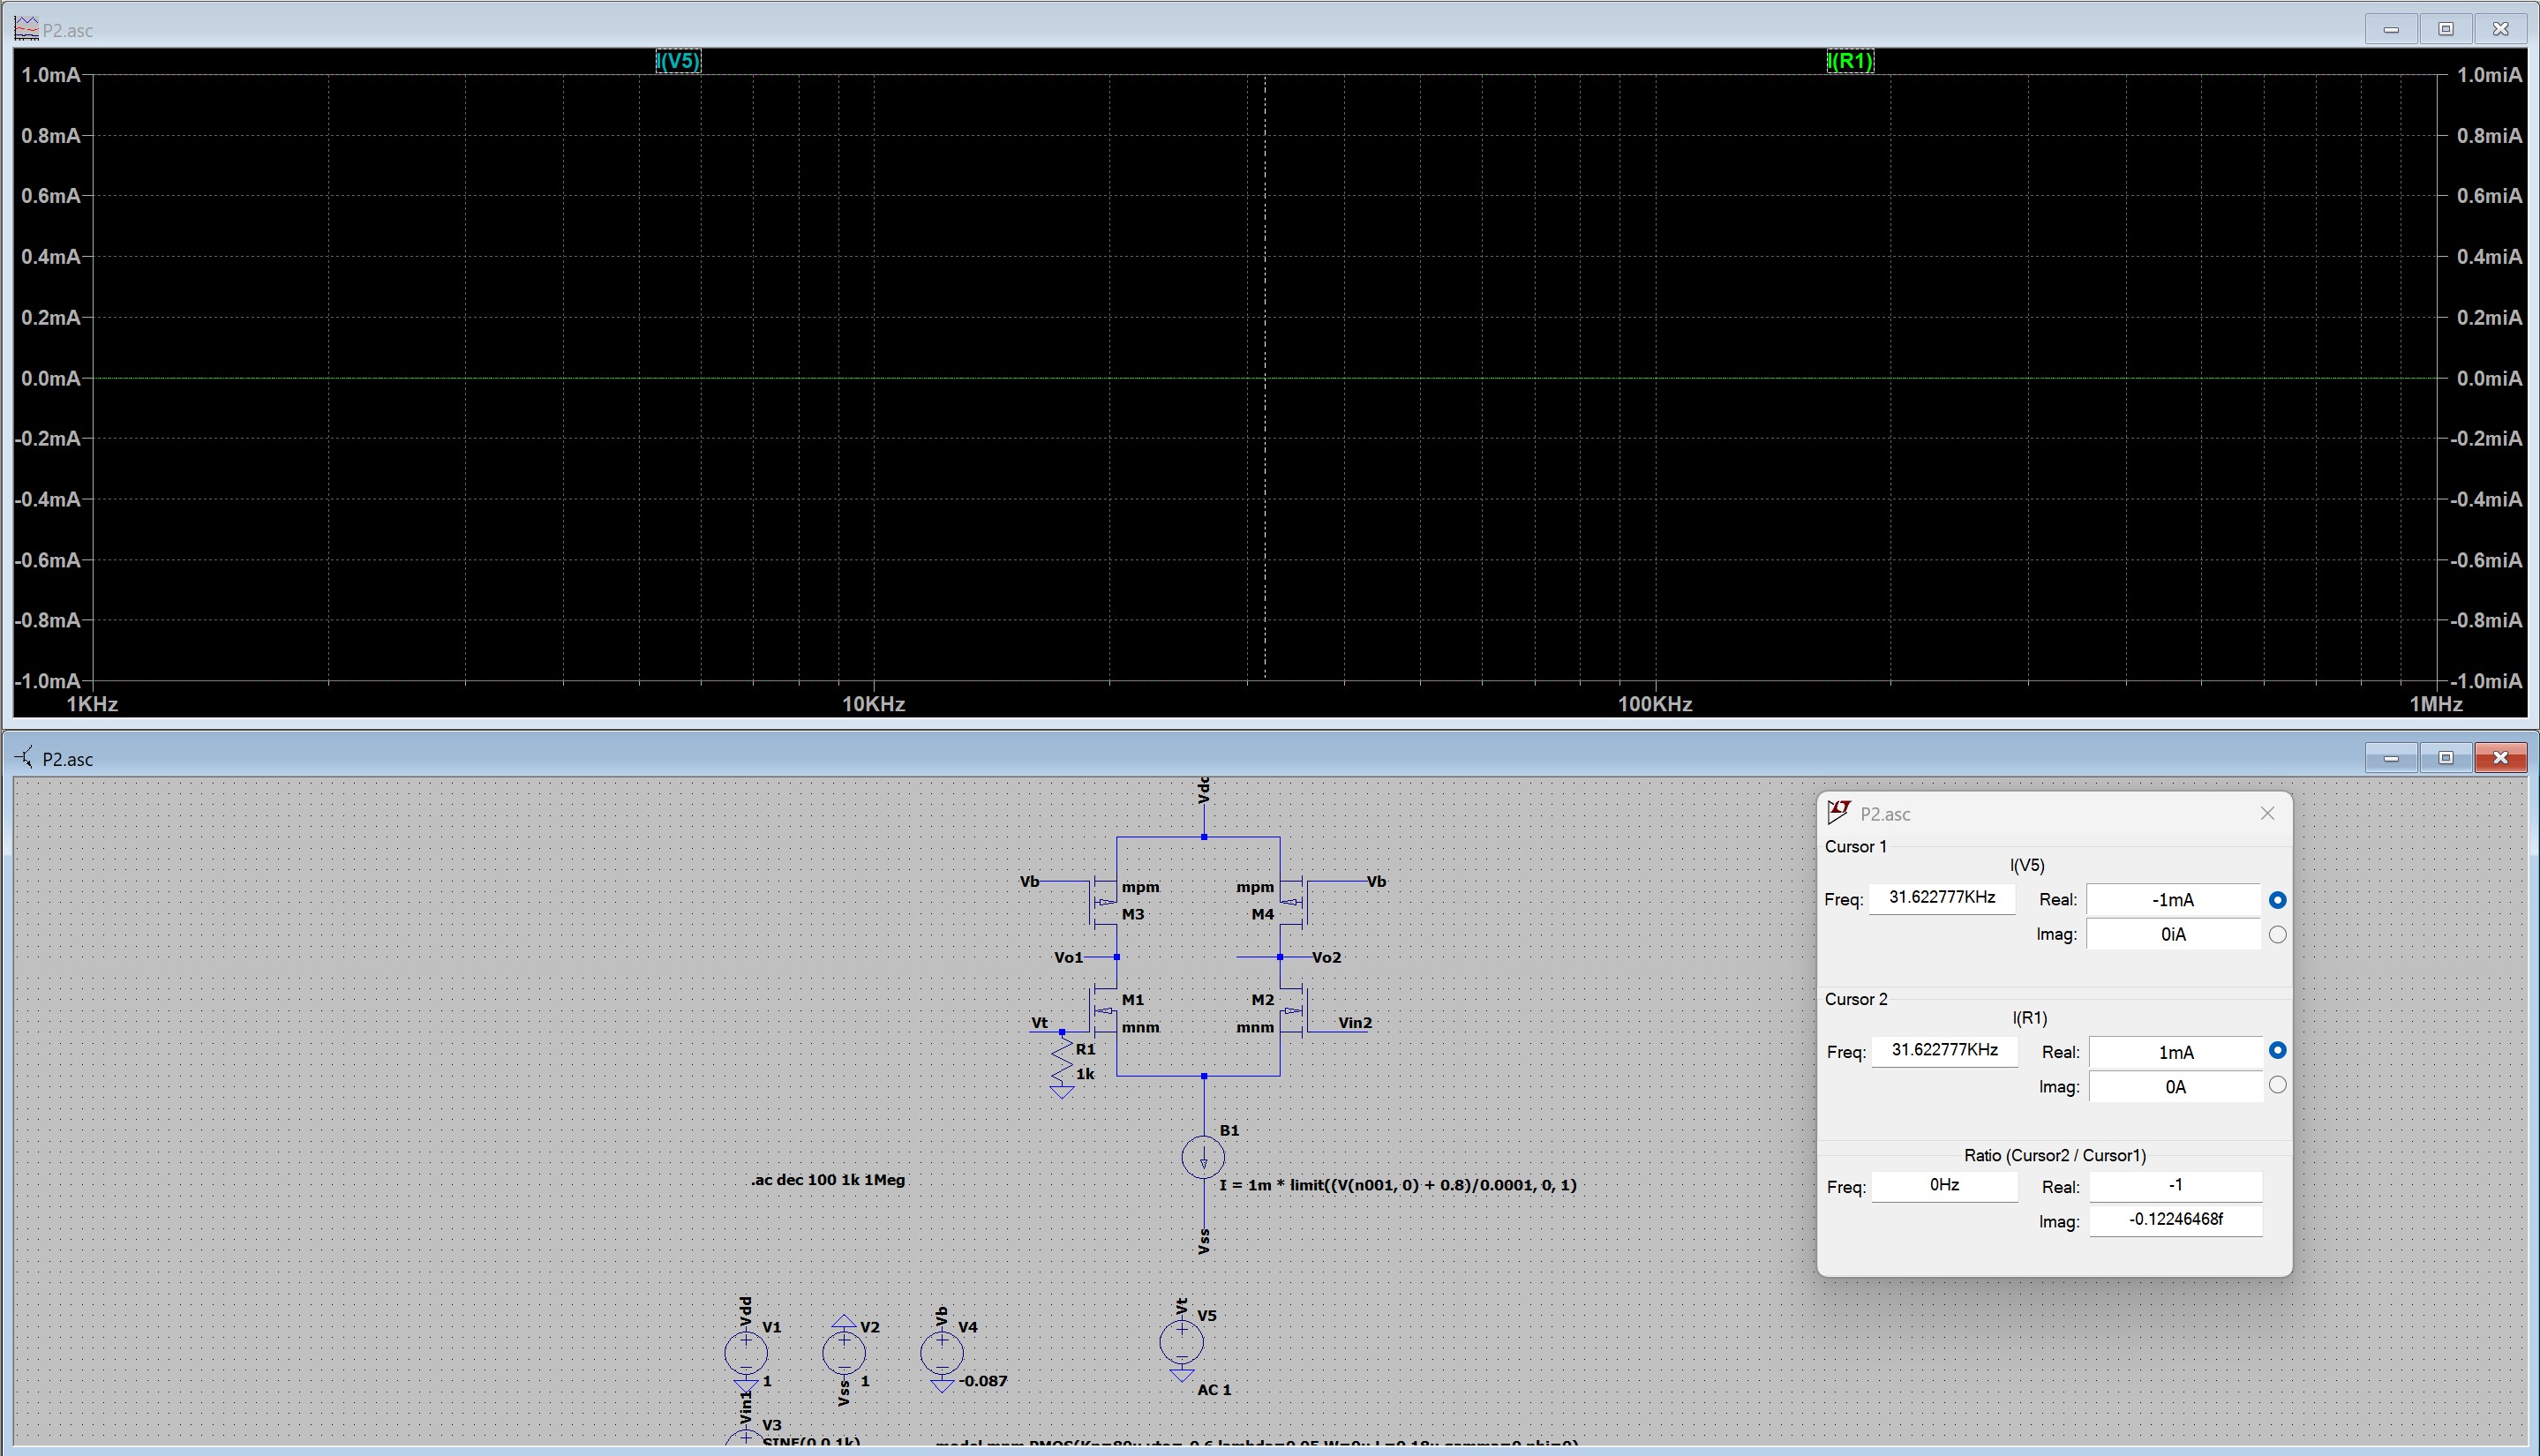 P2.asc
I(V5) I(R1)
1.0mA 1.0miA
0.8mA 0.8miA
0.6mA 0.6miA
0.4mA 0.4miA
0.2mA 0.2miA
0.0mA 0.0miA
-0.2mA -0.2miA
-0.4mA -0.4miA
-0.6mA -0.6miA
-0.8mA -0.8miA
-1.0mA -1.0miA
1KHz 10KHz 100KHz 1MHz
P2.asc
Vdd
Vb mpm mpm Vb
M3 M4
Vo1 Vo2
M1 M2
Vt mnm mnm Vin2
R1
1k
B1
.ac dec 100 1k 1Meg
I = 1m * limit((V(n001, 0) + 0.8)/0.0001, 0, 1)
Vss
Vdd V1 V2 Vb V4 Vt V5
1 Vss 1 -0.087 AC 1
Vin1 V3
SINE(0 0 1k)
P2.asc
Cursor 1
I(V5)
Freq: 31.622777KHz Real: -1mA
Imag: 0iA
Cursor 2
I(R1)
Freq: 31.622777KHz Real: 1mA
Imag: 0A
Ratio (Cursor2 / Cursor1)
Freq: 0Hz Real: -1
Imag: -0.12246468f